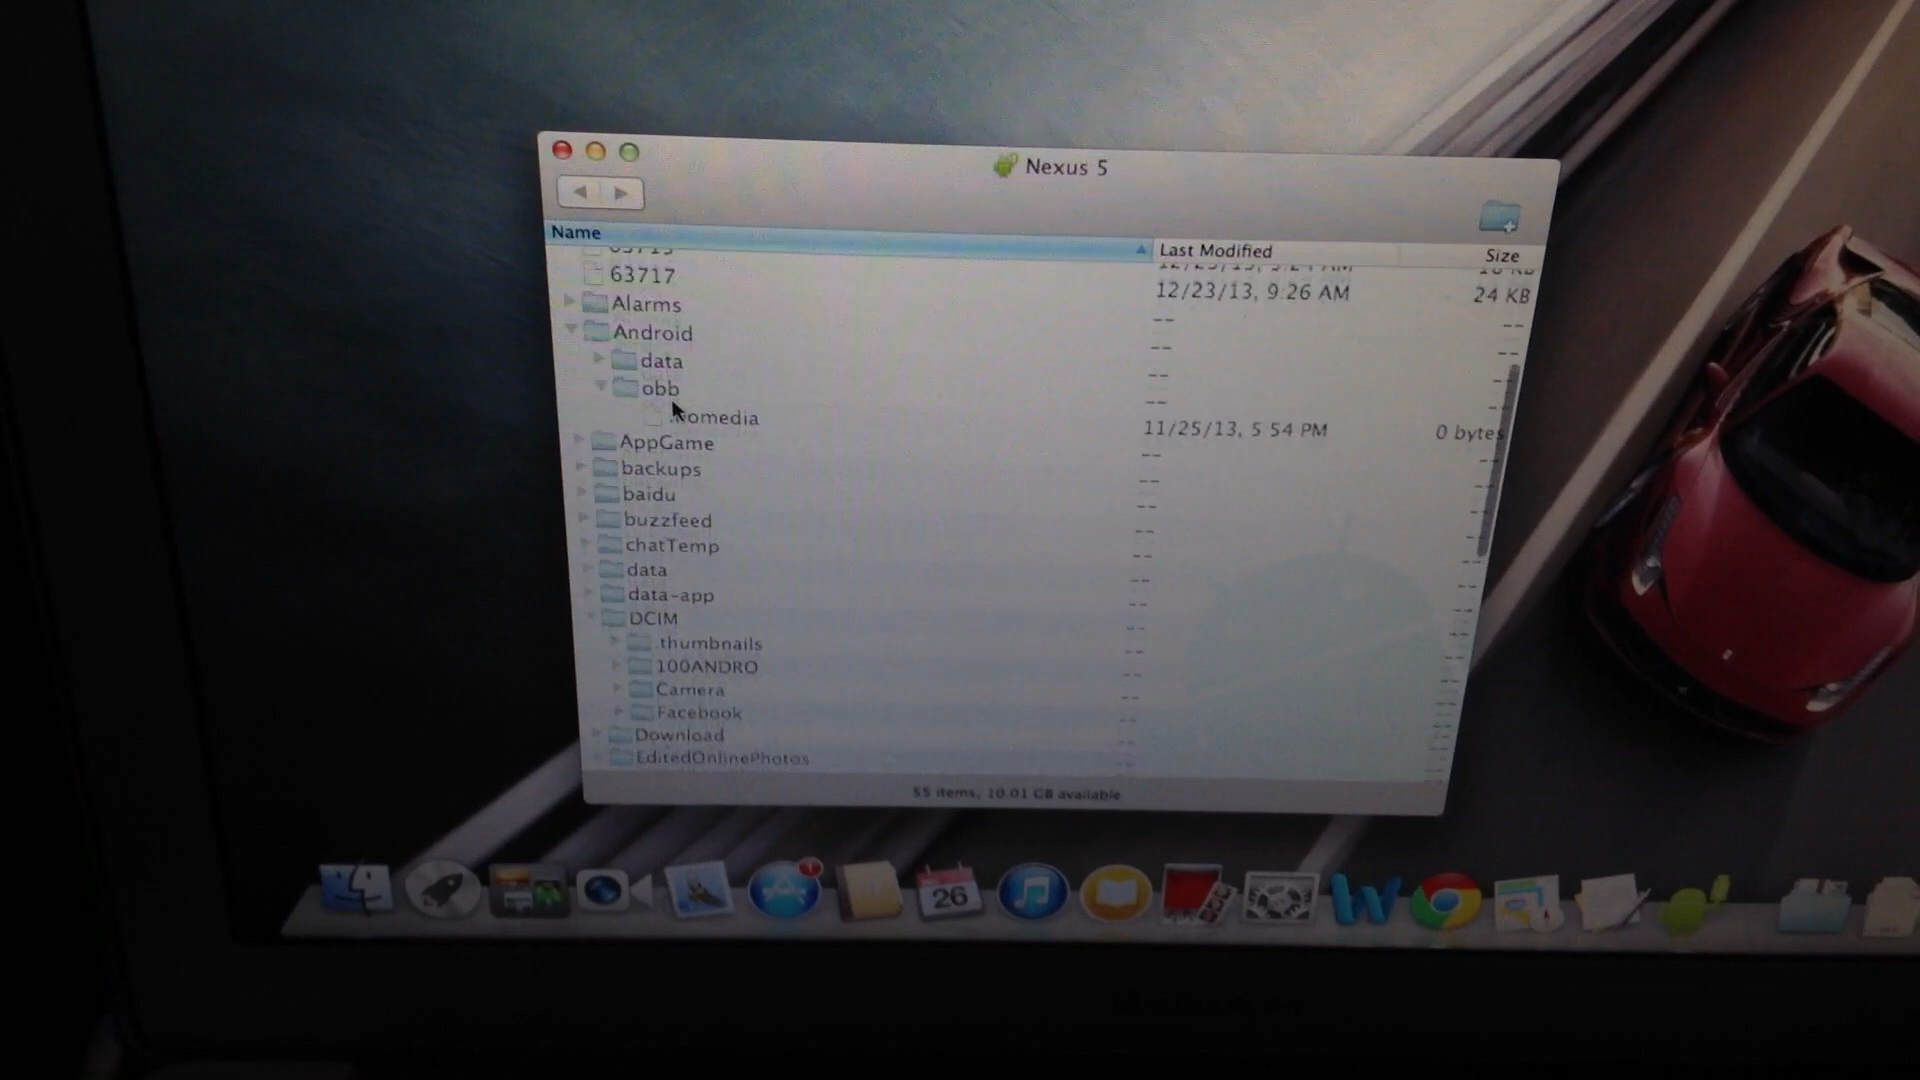 Nexus 5
Name Last Modified Size
63717 12/23/13, 9:26 AM 24 KB
Alarms -- --
Android -- --
data -- --
obb -- --
omedia 11/25/13, 5:54 PM 0 bytes
AppGame -- --
backups -- --
baidu -- --
buzzfeed -- --
chatTemp -- --
data -- --
data-app -- --
DCIM -- --
.thumbnails -- --
100ANDRO -- --
Camera -- --
Facebook -- --
Download -- --
EditedOnlinePhotos -- --
55 items, 10.01 GB available
1
26